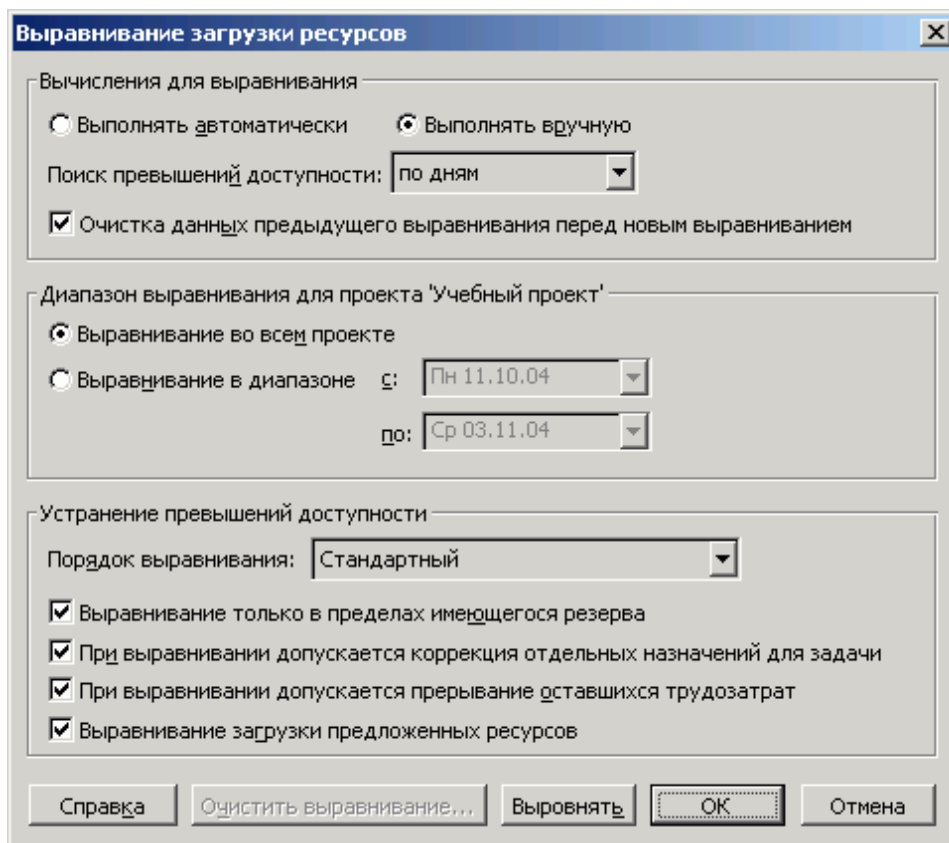 Выравнивание загрузки ресурсов
Вычисления для выравнивания
Выполнять автоматически Выполнять вручную
Поиск превышений доступности: по дням
Очистка данных предыдущего выравнивания перед новым выравниванием
Диапазон выравнивания для проекта 'Учебный проект'
Выравнивание во всем проекте
Выравнивание в диапазоне с: Пн 11.10.04
по: Ср 03.11.04
Устранение превышений доступности
Порядок выравнивания: Стандартный
Выравнивание только в пределах имеющегося резерва
При выравнивании допускается коррекция отдельных назначений для задачи
При выравнивании допускается прерывание оставшихся трудозатрат
Выравнивание загрузки предложенных ресурсов
Справка Очистить выравнивание... Выровнять ОК Отмена